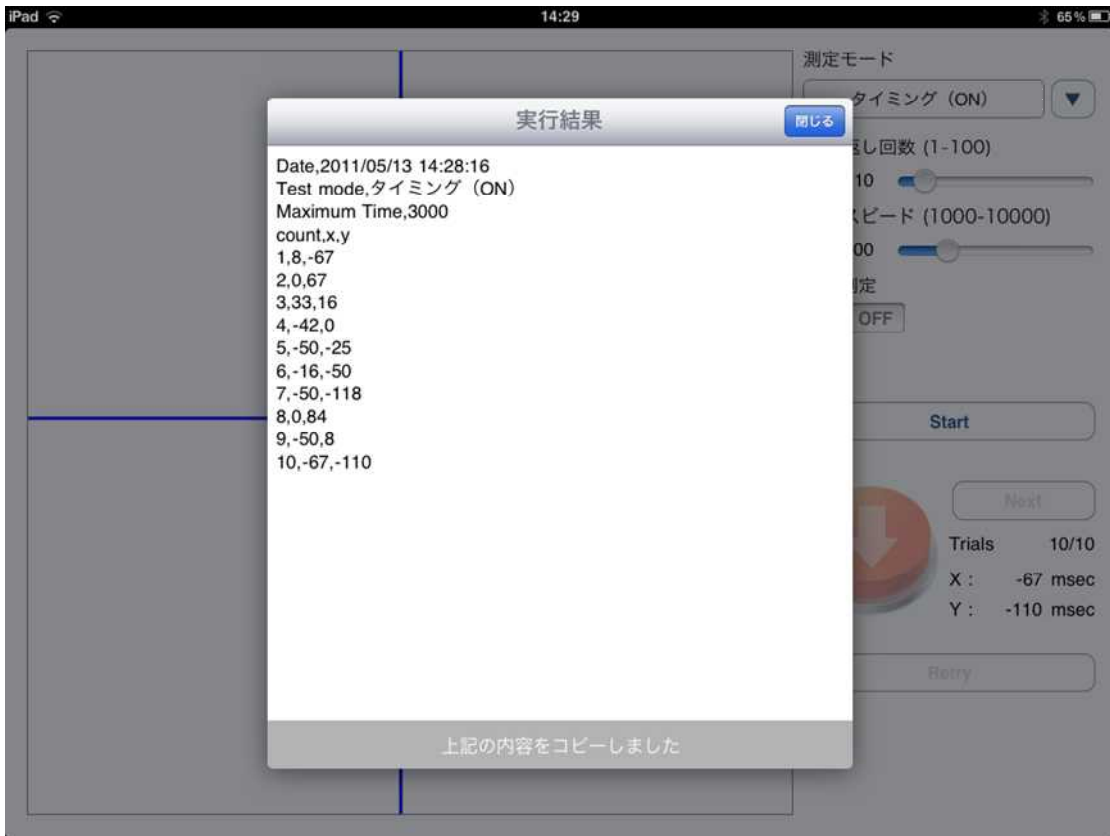 iPad
14:29
65%
測定モード
タイミング（ON）
実行結果
閉じる
Date,2011/05/13 14:28:16
Test mode,タイミング（ON）
Maximum Time,3000
count,x,y
1,8,-67
2,0,67
3,33,16
4,-42,0
5,-50,-25
6,-16,-50
7,-50,-118
8,0,84
9,-50,8
10,-67,-110
上記の内容をコピーしました
返し回数 (1-100)
10
スピード (1000-10000)
00
測定
OFF
Start
Next
Trials 10/10
X : -67 msec
Y : -110 msec
Retry